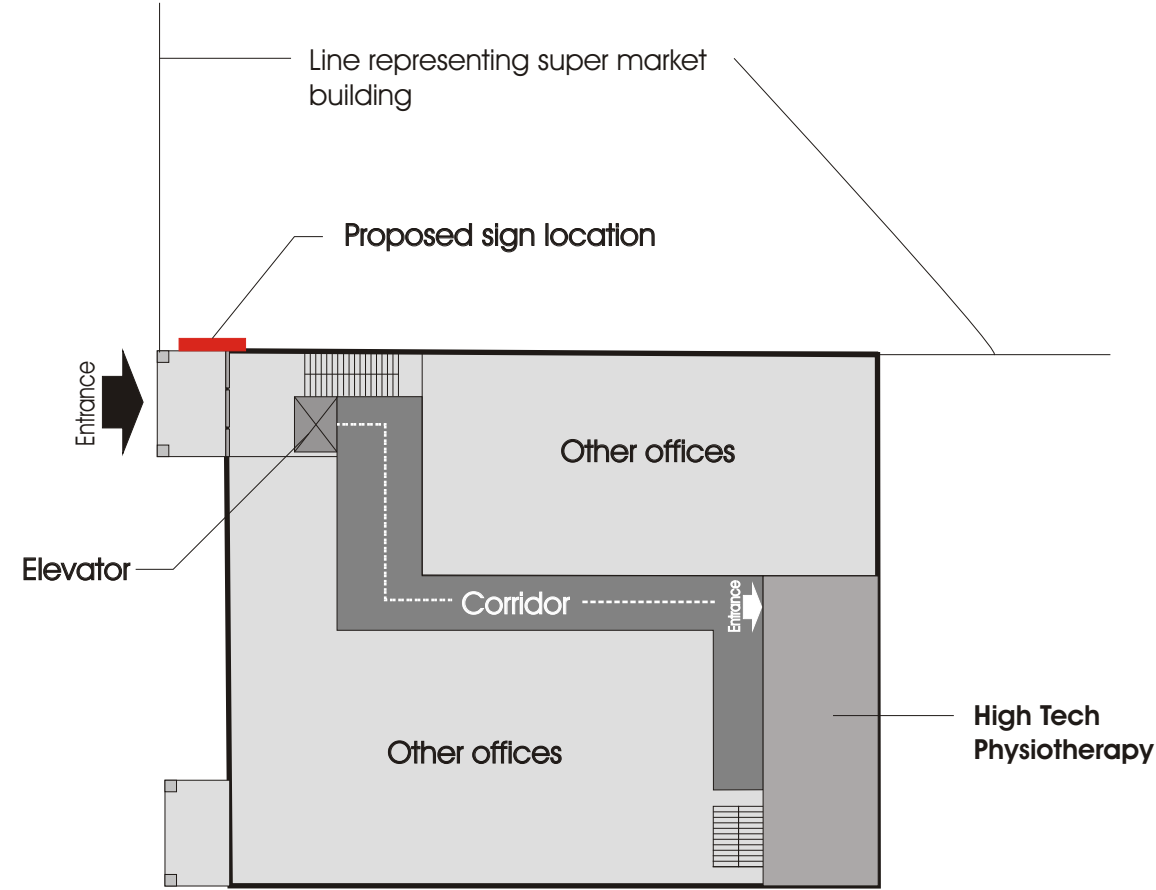 Line representing super market
building
Proposed sign location
Entrance
Other offices
Elevator
Corridor
Entrance
High Tech
Physiotherapy
Other offices